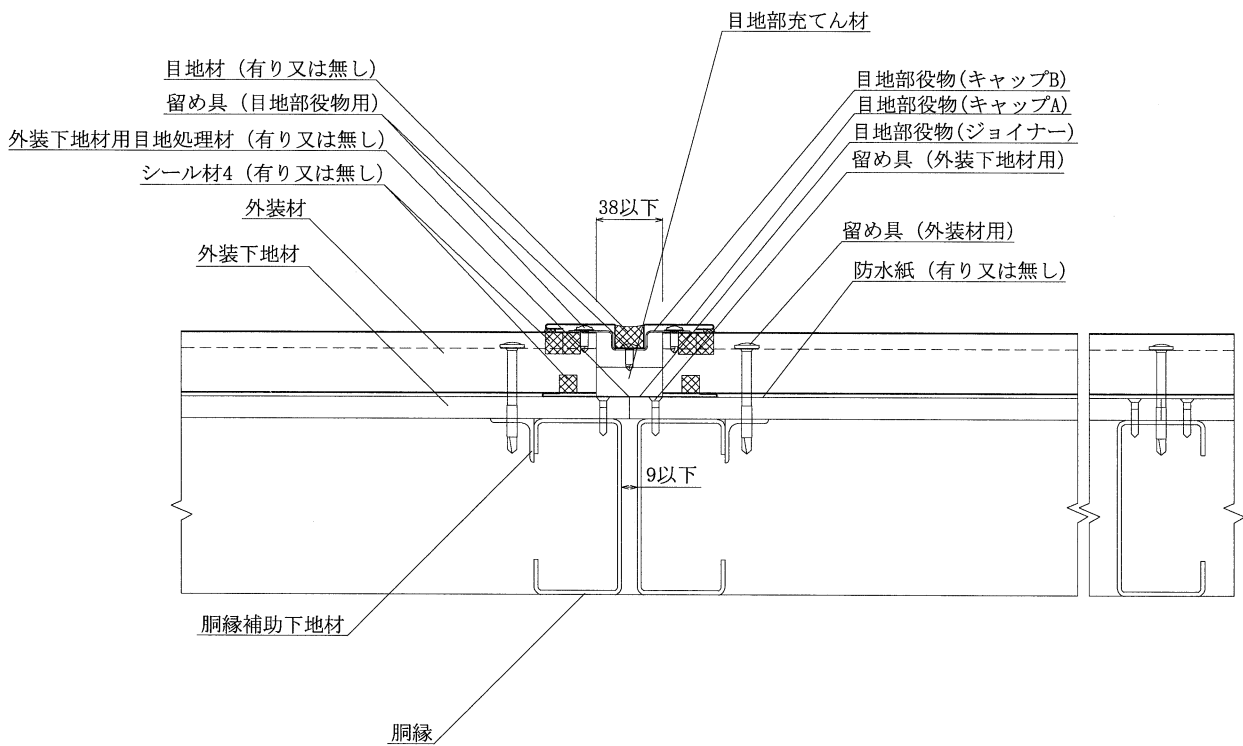 目地部充てん材
目地材 (有り又は無し)
留め具 (目地部役物用)
外装下地材用目地処理材 (有り又は無し)
シール材4 (有り又は無し)
外装材
外装下地材
目地部役物(キャップB)
目地部役物(キャップA)
目地部役物(ジョイナー)
留め具 (外装下地材用)
38以下
留め具 (外装材用)
防水紙 (有り又は無し)
9以下
胴縁補助下地材
胴縁